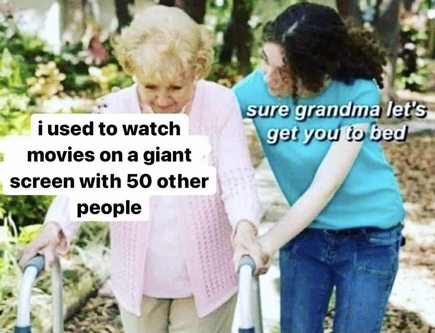 i used to watch
movies on a giant
screen with 50 other
people
sure grandma let's
get you to bed